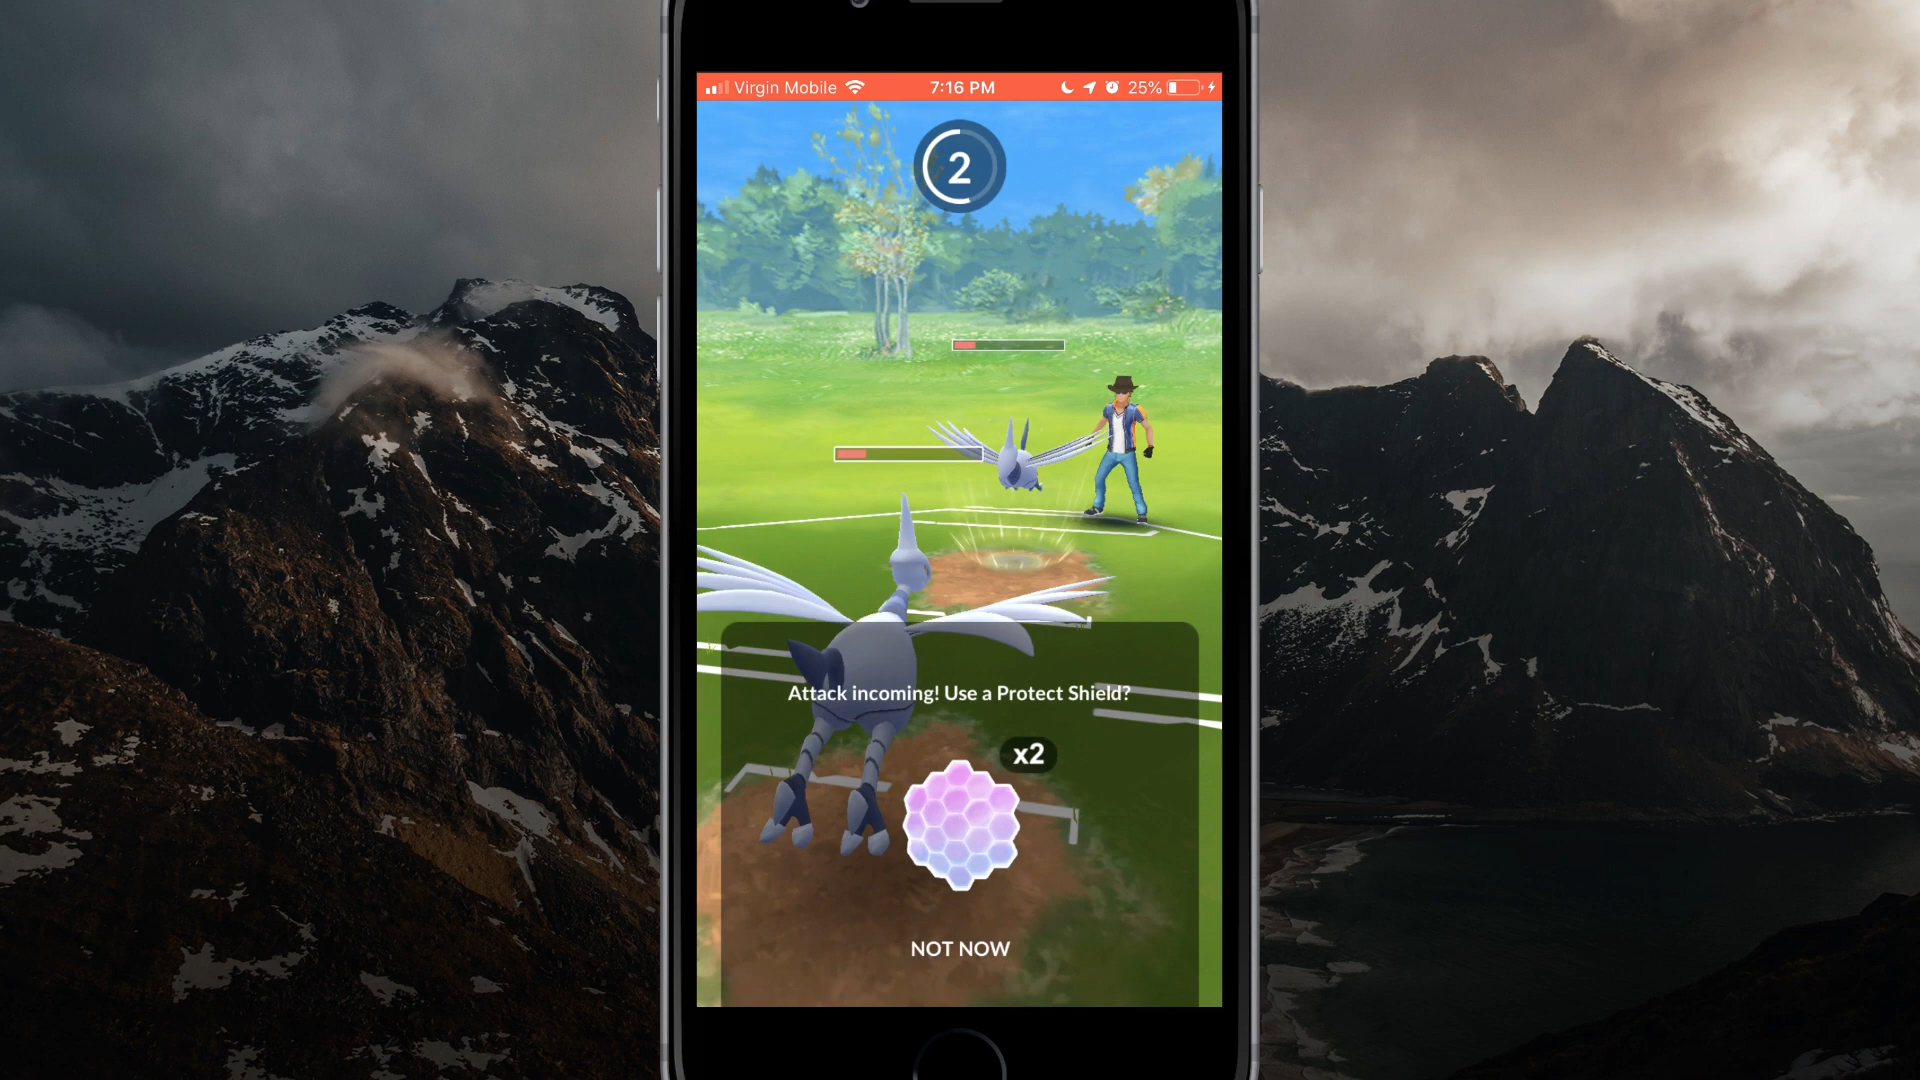 Virgin Mobile 7:16 PM 25%
2
Attack incoming! Use a Protect Shield?
x2
NOT NOW